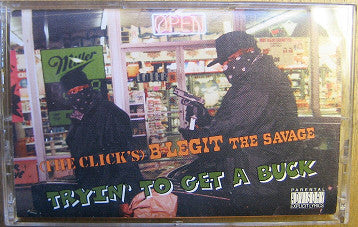 OPEN
Miller
(THE CLICK'S) B-LEGIT THE SAVAGE
TRYIN' TO GET A BUCK
PARENTAL
ADVISORY
EXPLICIT LYRICS